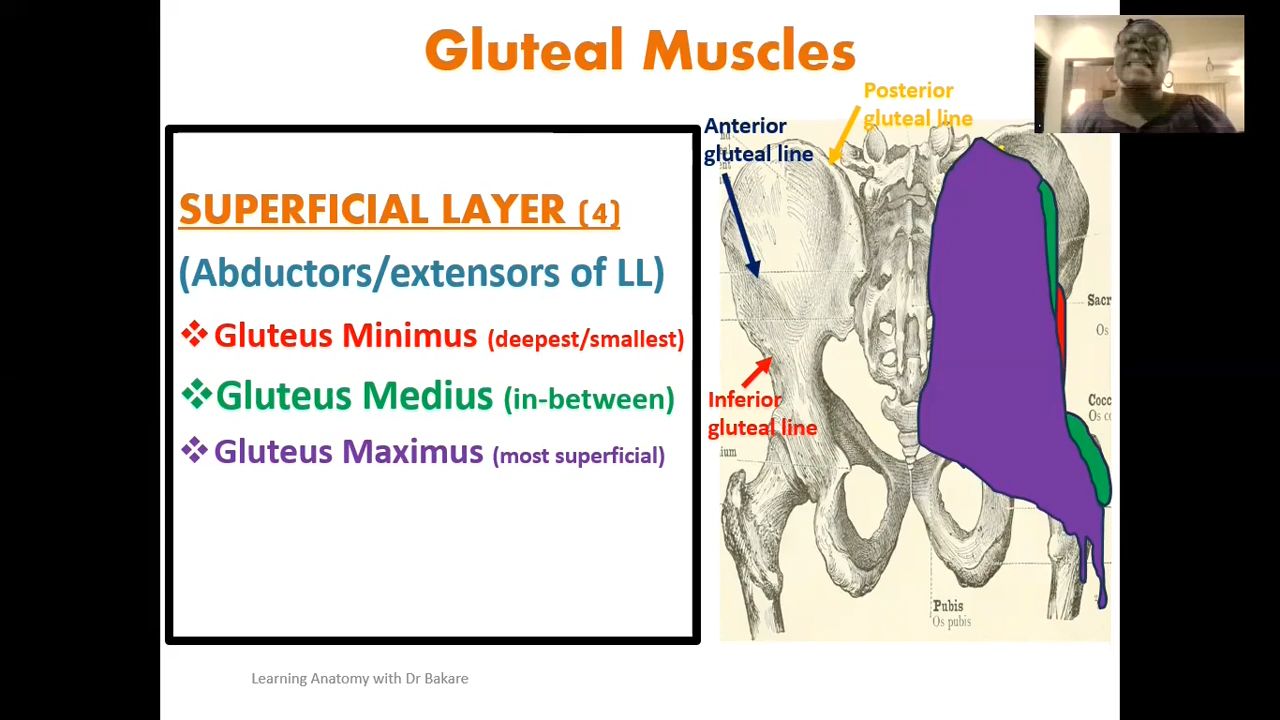 Gluteal Muscles
Posterior
gluteal line
Anterior
gluteal line
SUPERFICIAL LAYER (4)
(Abductors/extensors of LL)
❖ Gluteus Minimus (deepest/smallest)
❖ Gluteus Medius (in-between)
❖ Gluteus Maximus (most superficial)
Sacr
Os
Cocc
Os co
Inferior
gluteal line
ium
Pubis
Os pubis
Learning Anatomy with Dr Bakare